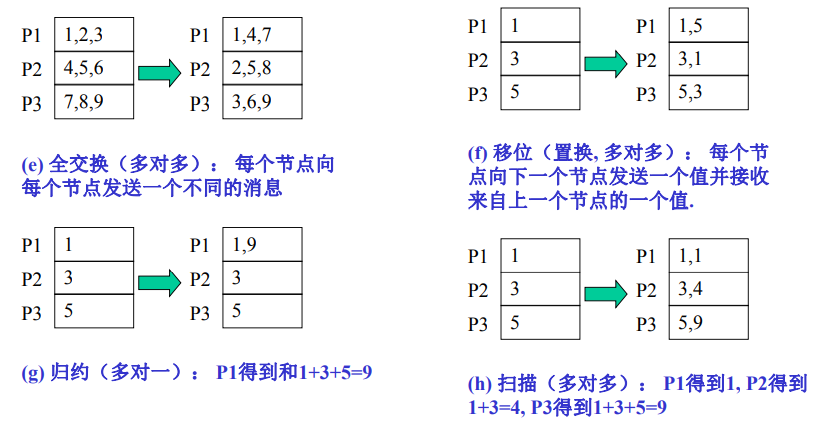 P1 1,2,3 P1 1,4,7
P2 4,5,6 P2 2,5,8
P3 7,8,9 P3 3,6,9
(e) 全交换（多对多）： 每个节点向
每个节点发送一个不同的消息
P1 1 P1 1,5
P2 3 P2 3,1
P3 5 P3 5,3
(f) 移位（置换, 多对多）： 每个节
点向下一个节点发送一个值并接收
来自上一个节点的一个值.
P1 1 P1 1,9
P2 3 P2 3
P3 5 P3 5
(g) 归约（多对一）： P1得到和1+3+5=9
P1 1 P1 1,1
P2 3 P2 3,4
P3 5 P3 5,9
(h) 扫描（多对多）： P1得到1, P2得到
1+3=4, P3得到1+3+5=9